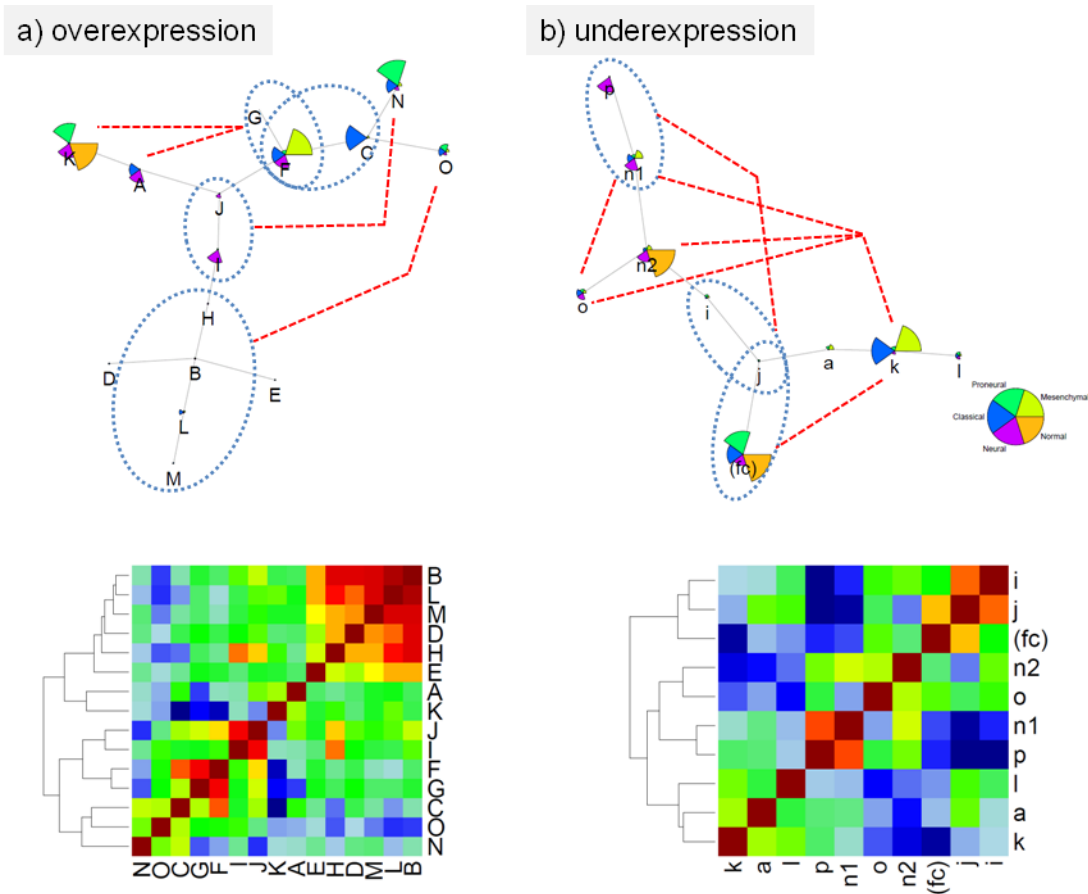 a) overexpression
b) underexpression
N
G
C
O
F
K
A
J
I
H
D
B
E
L
M
p
n1
n2
o
i
j
a
k
l
(fc)
Proneural
Mesenchymal
Classical
Neural
Normal
B
L
M
D
H
E
A
K
J
I
F
G
C
O
N
N O C G F I J K A E H D M L B
i
j
(fc)
n2
o
n1
p
l
a
k
k a l p n1 o n2 (fc) j i